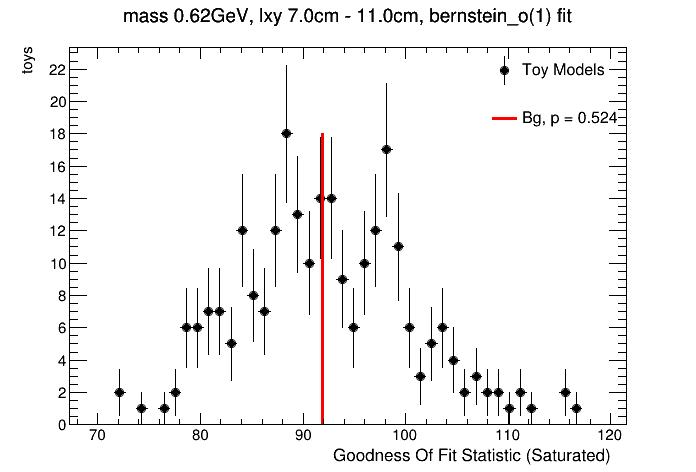 mass 0.62GeV, lxy 7.0cm - 11.0cm, bernstein_o(1) fit
toys
Toy Models
Bg, p = 0.524
22
20
18
16
14
12
10
8
6
4
2
0
70 80 90 100 110 120
Goodness Of Fit Statistic (Saturated)